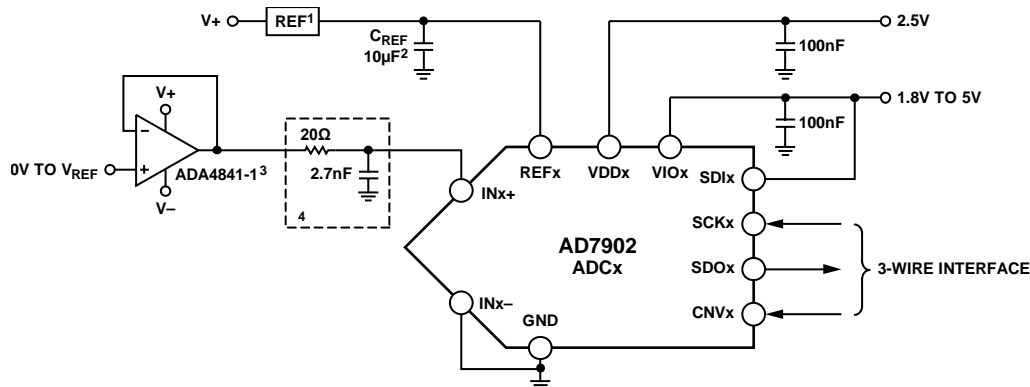 V+
REF1
CREF
10µF2
100nF
2.5V
100nF
1.8V TO 5V
V+
–
+
0V TO VREF
ADA4841-13
V–
20Ω
2.7nF
4
REFx
VDDx
VIOx
INx+
SDIx
SCKx
AD7902
ADCx
SDOx
3-WIRE INTERFACE
INx–
GND
CNVx